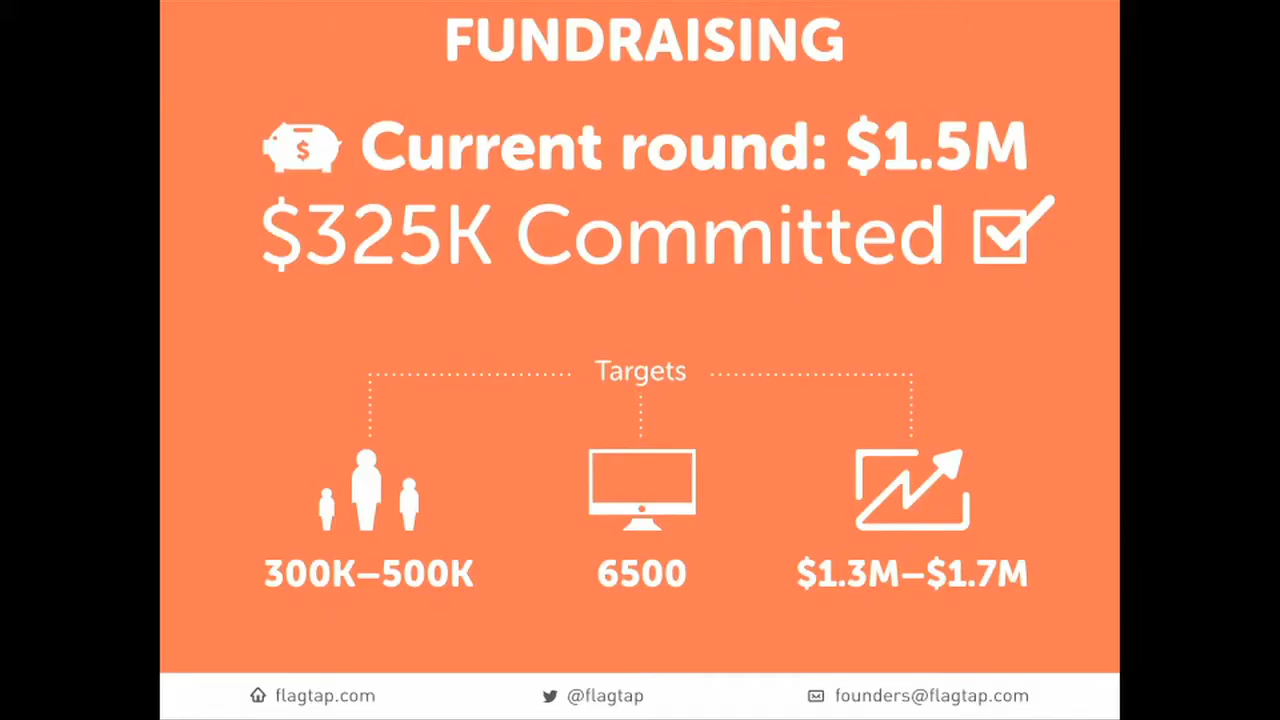 FUNDRAISING
$ Current round: $1.5M
$325K Committed
Targets
300K–500K
6500
$1.3M–$1.7M
flagtap.com
@flagtap
founders@flagtap.com